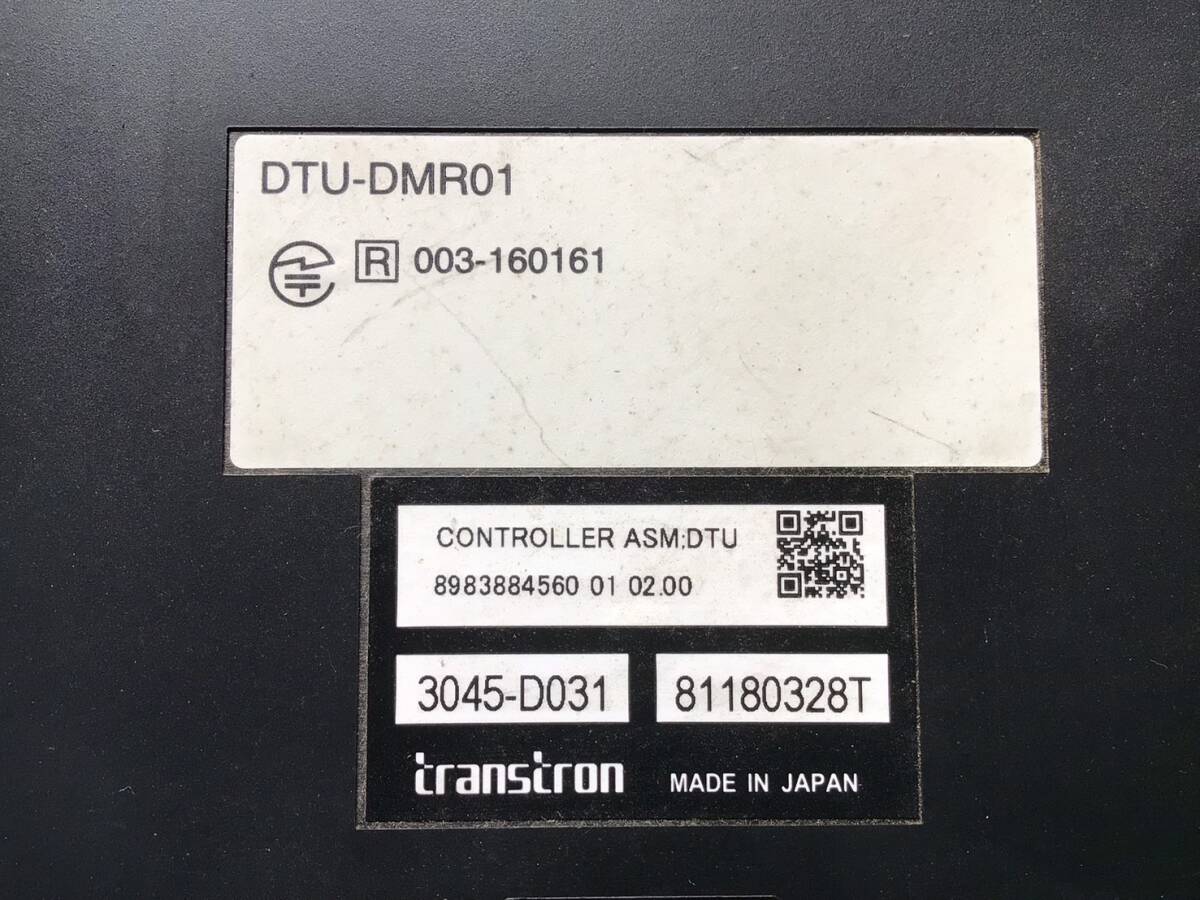 DTU-DMR01
R 003-160161
CONTROLLER ASM;DTU
8983884560 01 02.00
3045-D031 81180328T
transtron MADE IN JAPAN